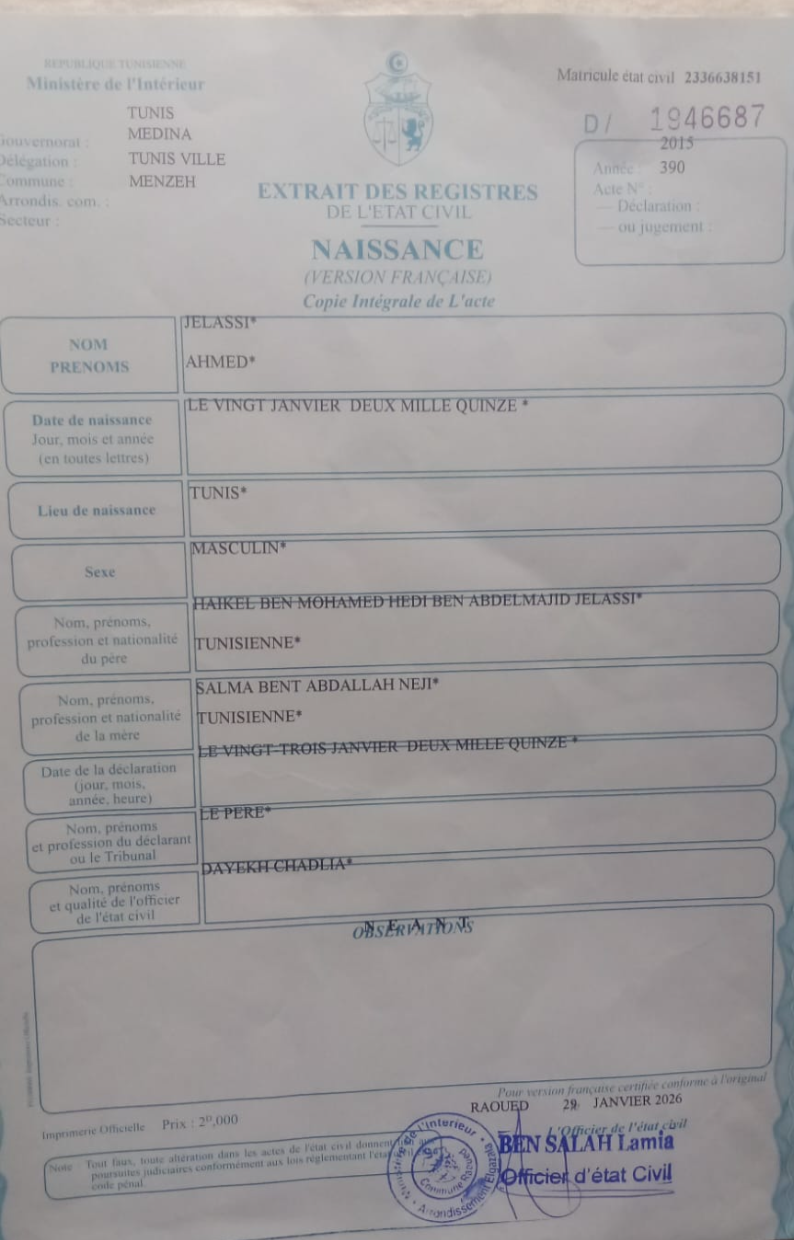 REPUBLIQUE TUNISIENNE
Ministère de l'Intérieur
Matricule état civil 2336638151
D/ 1946687
TUNIS
Gouvernorat :
MEDINA
Délégation :
TUNIS VILLE
Commune :
MENZEH
Arrondis. com. :
Secteur :
2015
Année :
390
Acte N° :
— Déclaration :
— ou jugement :
EXTRAIT DES REGISTRES
DE L'ETAT CIVIL
NAISSANCE
(VERSION FRANÇAISE)
Copie Intégrale de L'acte
NOM
PRENOMS
JELASSI*
AHMED*
Date de naissance
Jour, mois et année
(en toutes lettres)
LE VINGT JANVIER DEUX MILLE QUINZE *
Lieu de naissance
TUNIS*
Sexe
MASCULIN*
Nom, prénoms,
profession et nationalité
du père
HAIKEL BEN MOHAMED HEDI BEN ABDELMAJID JELASSI*
TUNISIENNE*
Nom, prénoms,
profession et nationalité
de la mère
SALMA BENT ABDALLAH NEJI*
TUNISIENNE*
Date de la déclaration
(jour, mois,
année, heure)
LE VINGT-TROIS JANVIER DEUX MILLE QUINZE *
Nom, prénoms
et profession du déclarant
ou le Tribunal
LE PERE*
Nom, prénoms
et qualité de l'officier
de l'état civil
DAYEKH CHADLIA*
OBSERVATIONS
N E A N T
Pour version française certifiée conforme à l'original
RAOUED 29 JANVIER 2026
L'Officier de l'état civil
BEN SALAH Lamia
Officier d'état Civil
Imprimerie Officielle Prix : 2ᴰ,000
Note : Tout faux, toute altération dans les actes de l'état civil donnent
poursuites judiciaires conformément aux lois réglementant l'état
code pénal.
Ministère de l'Interieur
Commune Raoued
Arrondissement